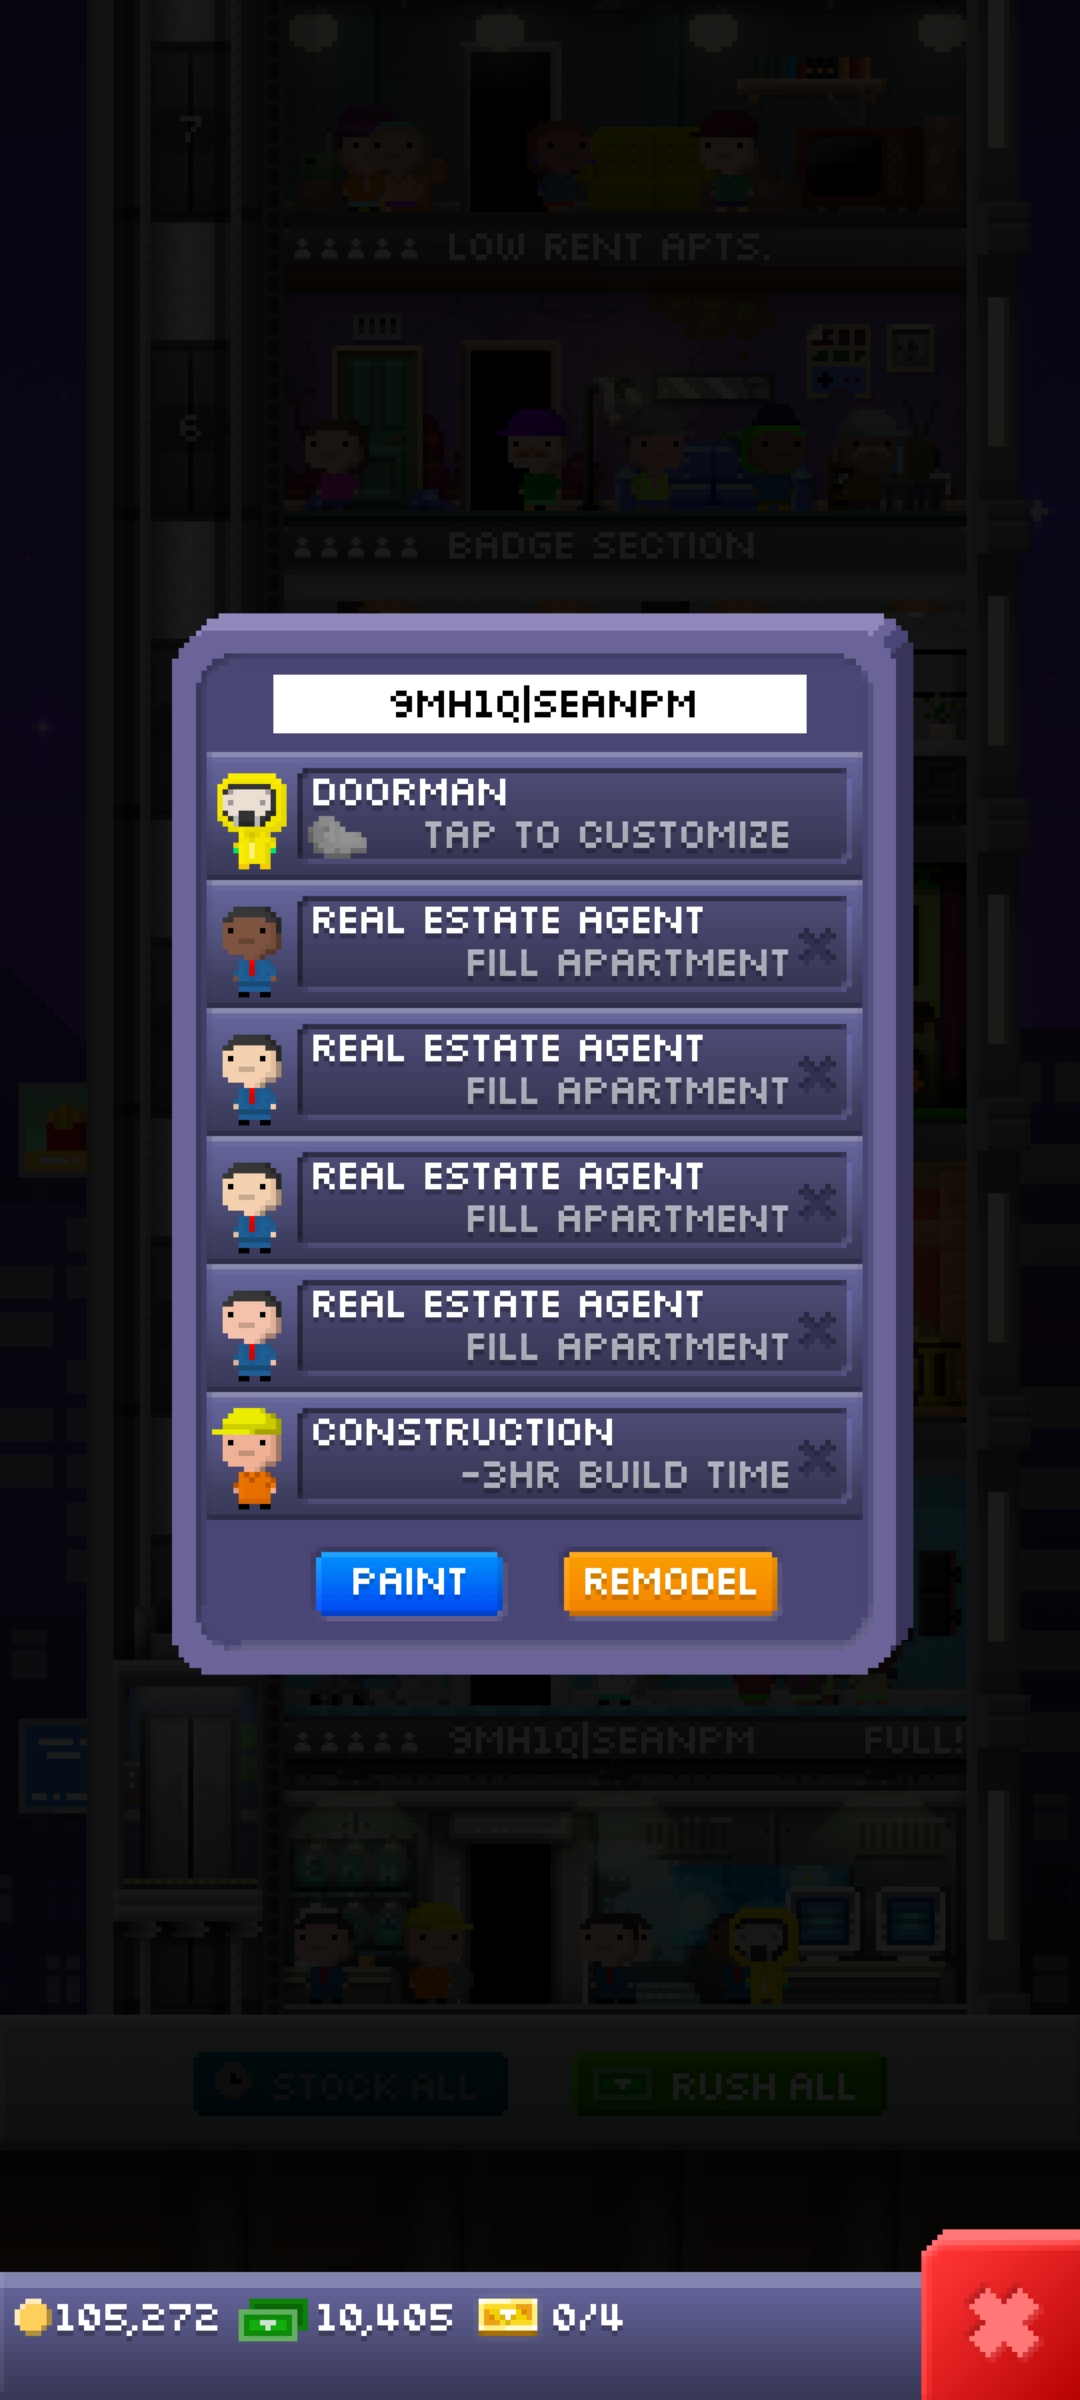 7
LOW RENT APTS.
6
BADGE SECTION
9MH1Q|SEANPM
DOORMAN
TAP TO CUSTOMIZE
REAL ESTATE AGENT
FILL APARTMENT
REAL ESTATE AGENT
FILL APARTMENT
REAL ESTATE AGENT
FILL APARTMENT
REAL ESTATE AGENT
FILL APARTMENT
CONSTRUCTION
-3HR BUILD TIME
PAINT REMODEL
9MH1Q|SEANPM FULL!
STOCK ALL RUSH ALL
105,272 10,405 0/4